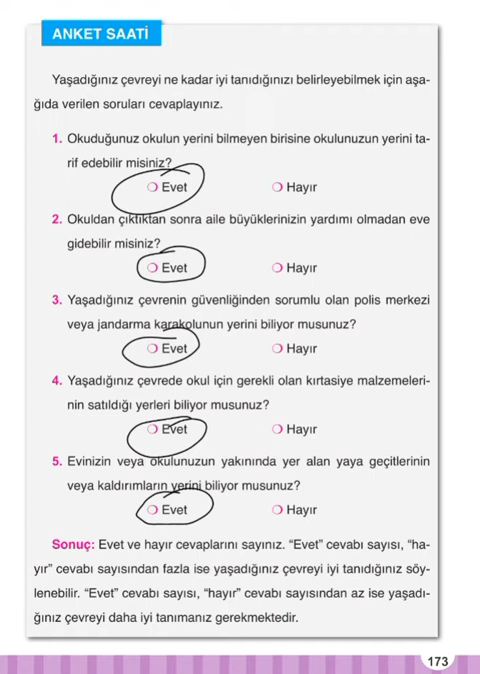 ANKET SAATİ
Yaşadığınız çevreyi ne kadar iyi tanıdığınızı belirleyebilmek için aşa-
ğıda verilen soruları cevaplayınız.
1. Okuduğunuz okulun yerini bilmeyen birisine okulunuzun yerini ta-
rif edebilir misiniz?
Evet Hayır
2. Okuldan çıktıktan sonra aile büyüklerinizin yardımı olmadan eve
gidebilir misiniz?
Evet Hayır
3. Yaşadığınız çevrenin güvenliğinden sorumlu olan polis merkezi
veya jandarma karakolunun yerini biliyor musunuz?
Evet Hayır
4. Yaşadığınız çevrede okul için gerekli olan kırtasiye malzemeleri-
nin satıldığı yerleri biliyor musunuz?
Evet Hayır
5. Evinizin veya okulunuzun yakınında yer alan yaya geçitlerinin
veya kaldırımların yerini biliyor musunuz?
Evet Hayır
Sonuç: Evet ve hayır cevaplarını sayınız. “Evet” cevabı sayısı, “ha-
yır” cevabı sayısından fazla ise yaşadığınız çevreyi iyi tanıdığınız söy-
lenebilir. “Evet” cevabı sayısı, “hayır” cevabı sayısından az ise yaşadı-
ğınız çevreyi daha iyi tanımanız gerekmektedir.
173